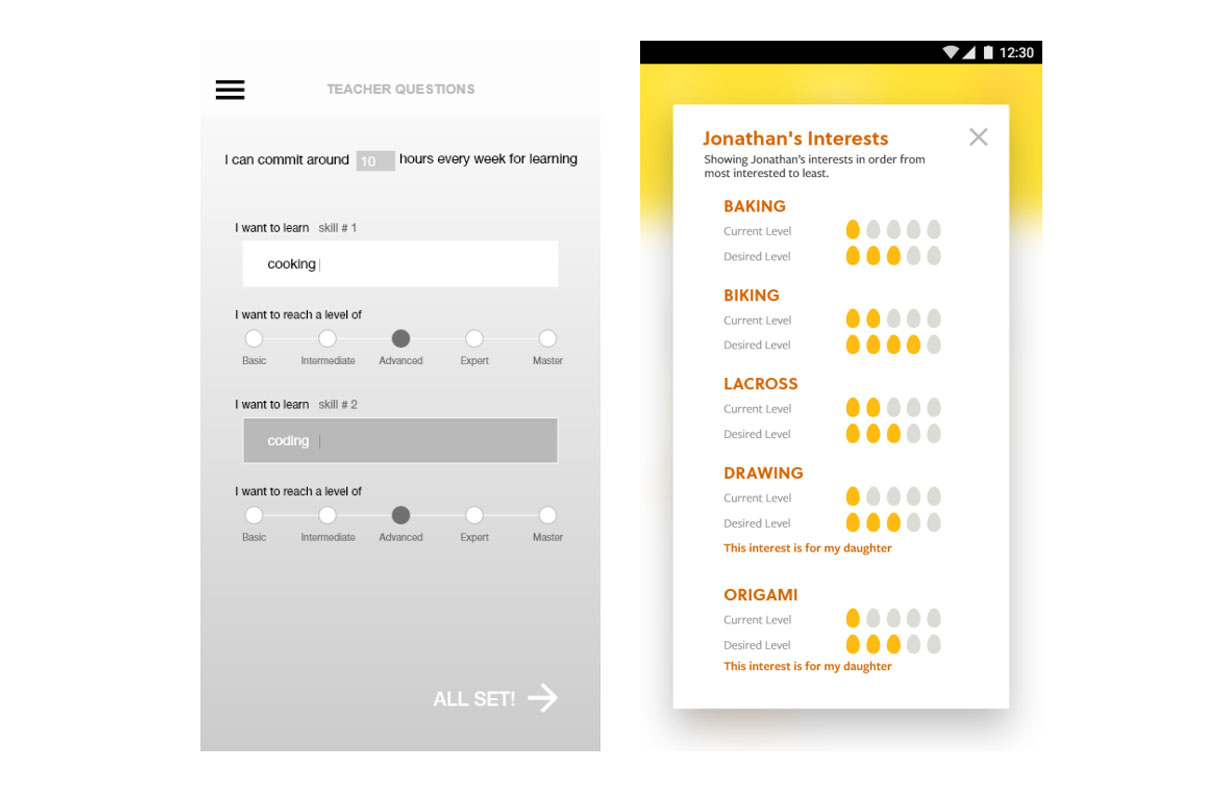 TEACHER QUESTIONS
I can commit around 10 hours every week for learning
I want to learn skill # 1
cooking
I want to reach a level of
Basic Intermediate Advanced Expert Master
I want to learn skill # 2
coding
I want to reach a level of
Basic Intermediate Advanced Expert Master
ALL SET!
12:30
Jonathan's Interests
Showing Jonathan's interests in order from
most interested to least.
BAKING
Current Level
Desired Level
BIKING
Current Level
Desired Level
LACROSS
Current Level
Desired Level
DRAWING
Current Level
Desired Level
This interest is for my daughter
ORIGAMI
Current Level
Desired Level
This interest is for my daughter